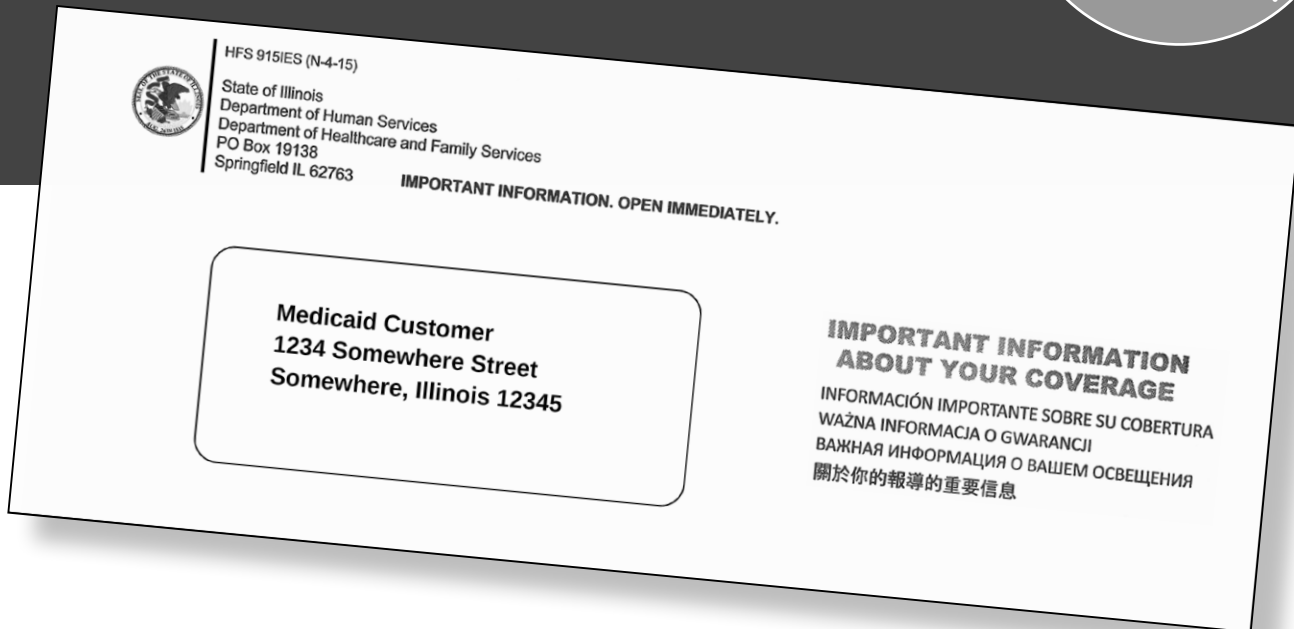 HFS 915IES (N-4-15)
State of Illinois
Department of Human Services
Department of Healthcare and Family Services
PO Box 19138
Springfield IL 62763
IMPORTANT INFORMATION. OPEN IMMEDIATELY.
Medicaid Customer
1234 Somewhere Street
Somewhere, Illinois 12345
IMPORTANT INFORMATION
ABOUT YOUR COVERAGE
INFORMACIÓN IMPORTANTE SOBRE SU COBERTURA
WAŻNA INFORMACJA O GWARANCJI
ВАЖНАЯ ИНФОРМАЦИЯ О ВАШЕМ ОСВЕЩЕНИЯ
關於你的報導的重要信息